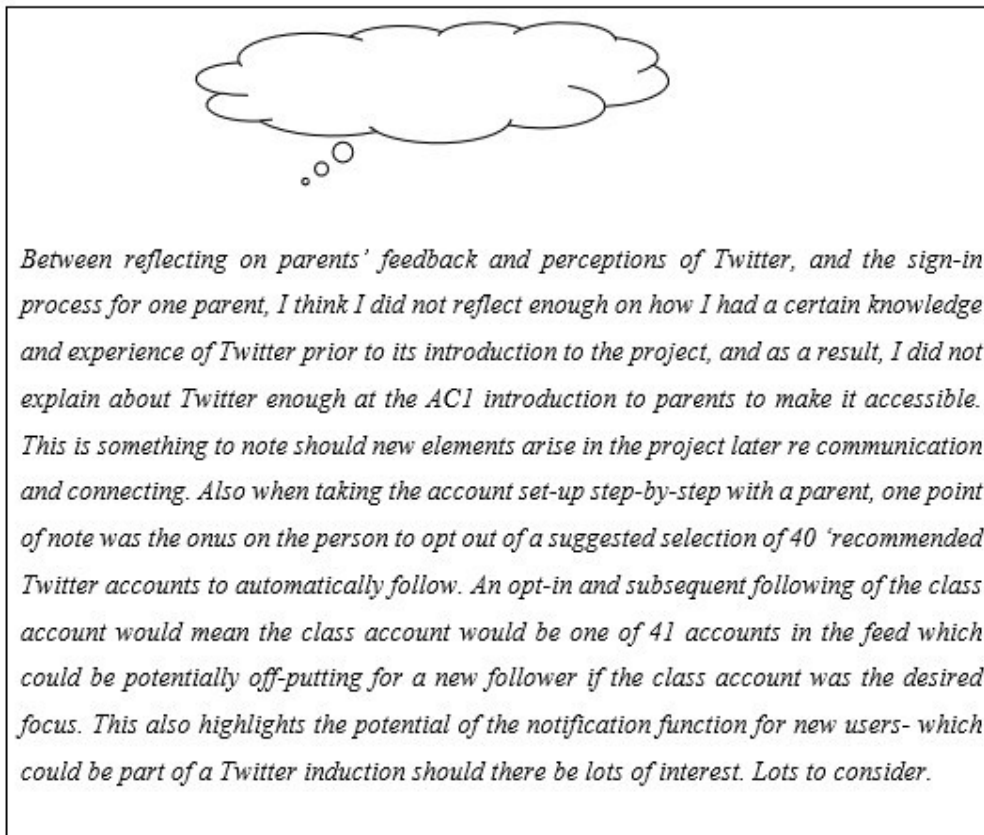 Between reflecting on parents’ feedback and perceptions of Twitter, and the sign-in
process for one parent, I think I did not reflect enough on how I had a certain knowledge
and experience of Twitter prior to its introduction to the project, and as a result, I did not
explain about Twitter enough at the AC1 introduction to parents to make it accessible.
This is something to note should new elements arise in the project later re communication
and connecting. Also when taking the account set-up step-by-step with a parent, one point
of note was the onus on the person to opt out of a suggested selection of 40 ‘recommended
Twitter accounts to automatically follow. An opt-in and subsequent following of the class
account would mean the class account would be one of 41 accounts in the feed which
could be potentially off-putting for a new follower if the class account was the desired
focus. This also highlights the potential of the notification function for new users- which
could be part of a Twitter induction should there be lots of interest. Lots to consider.